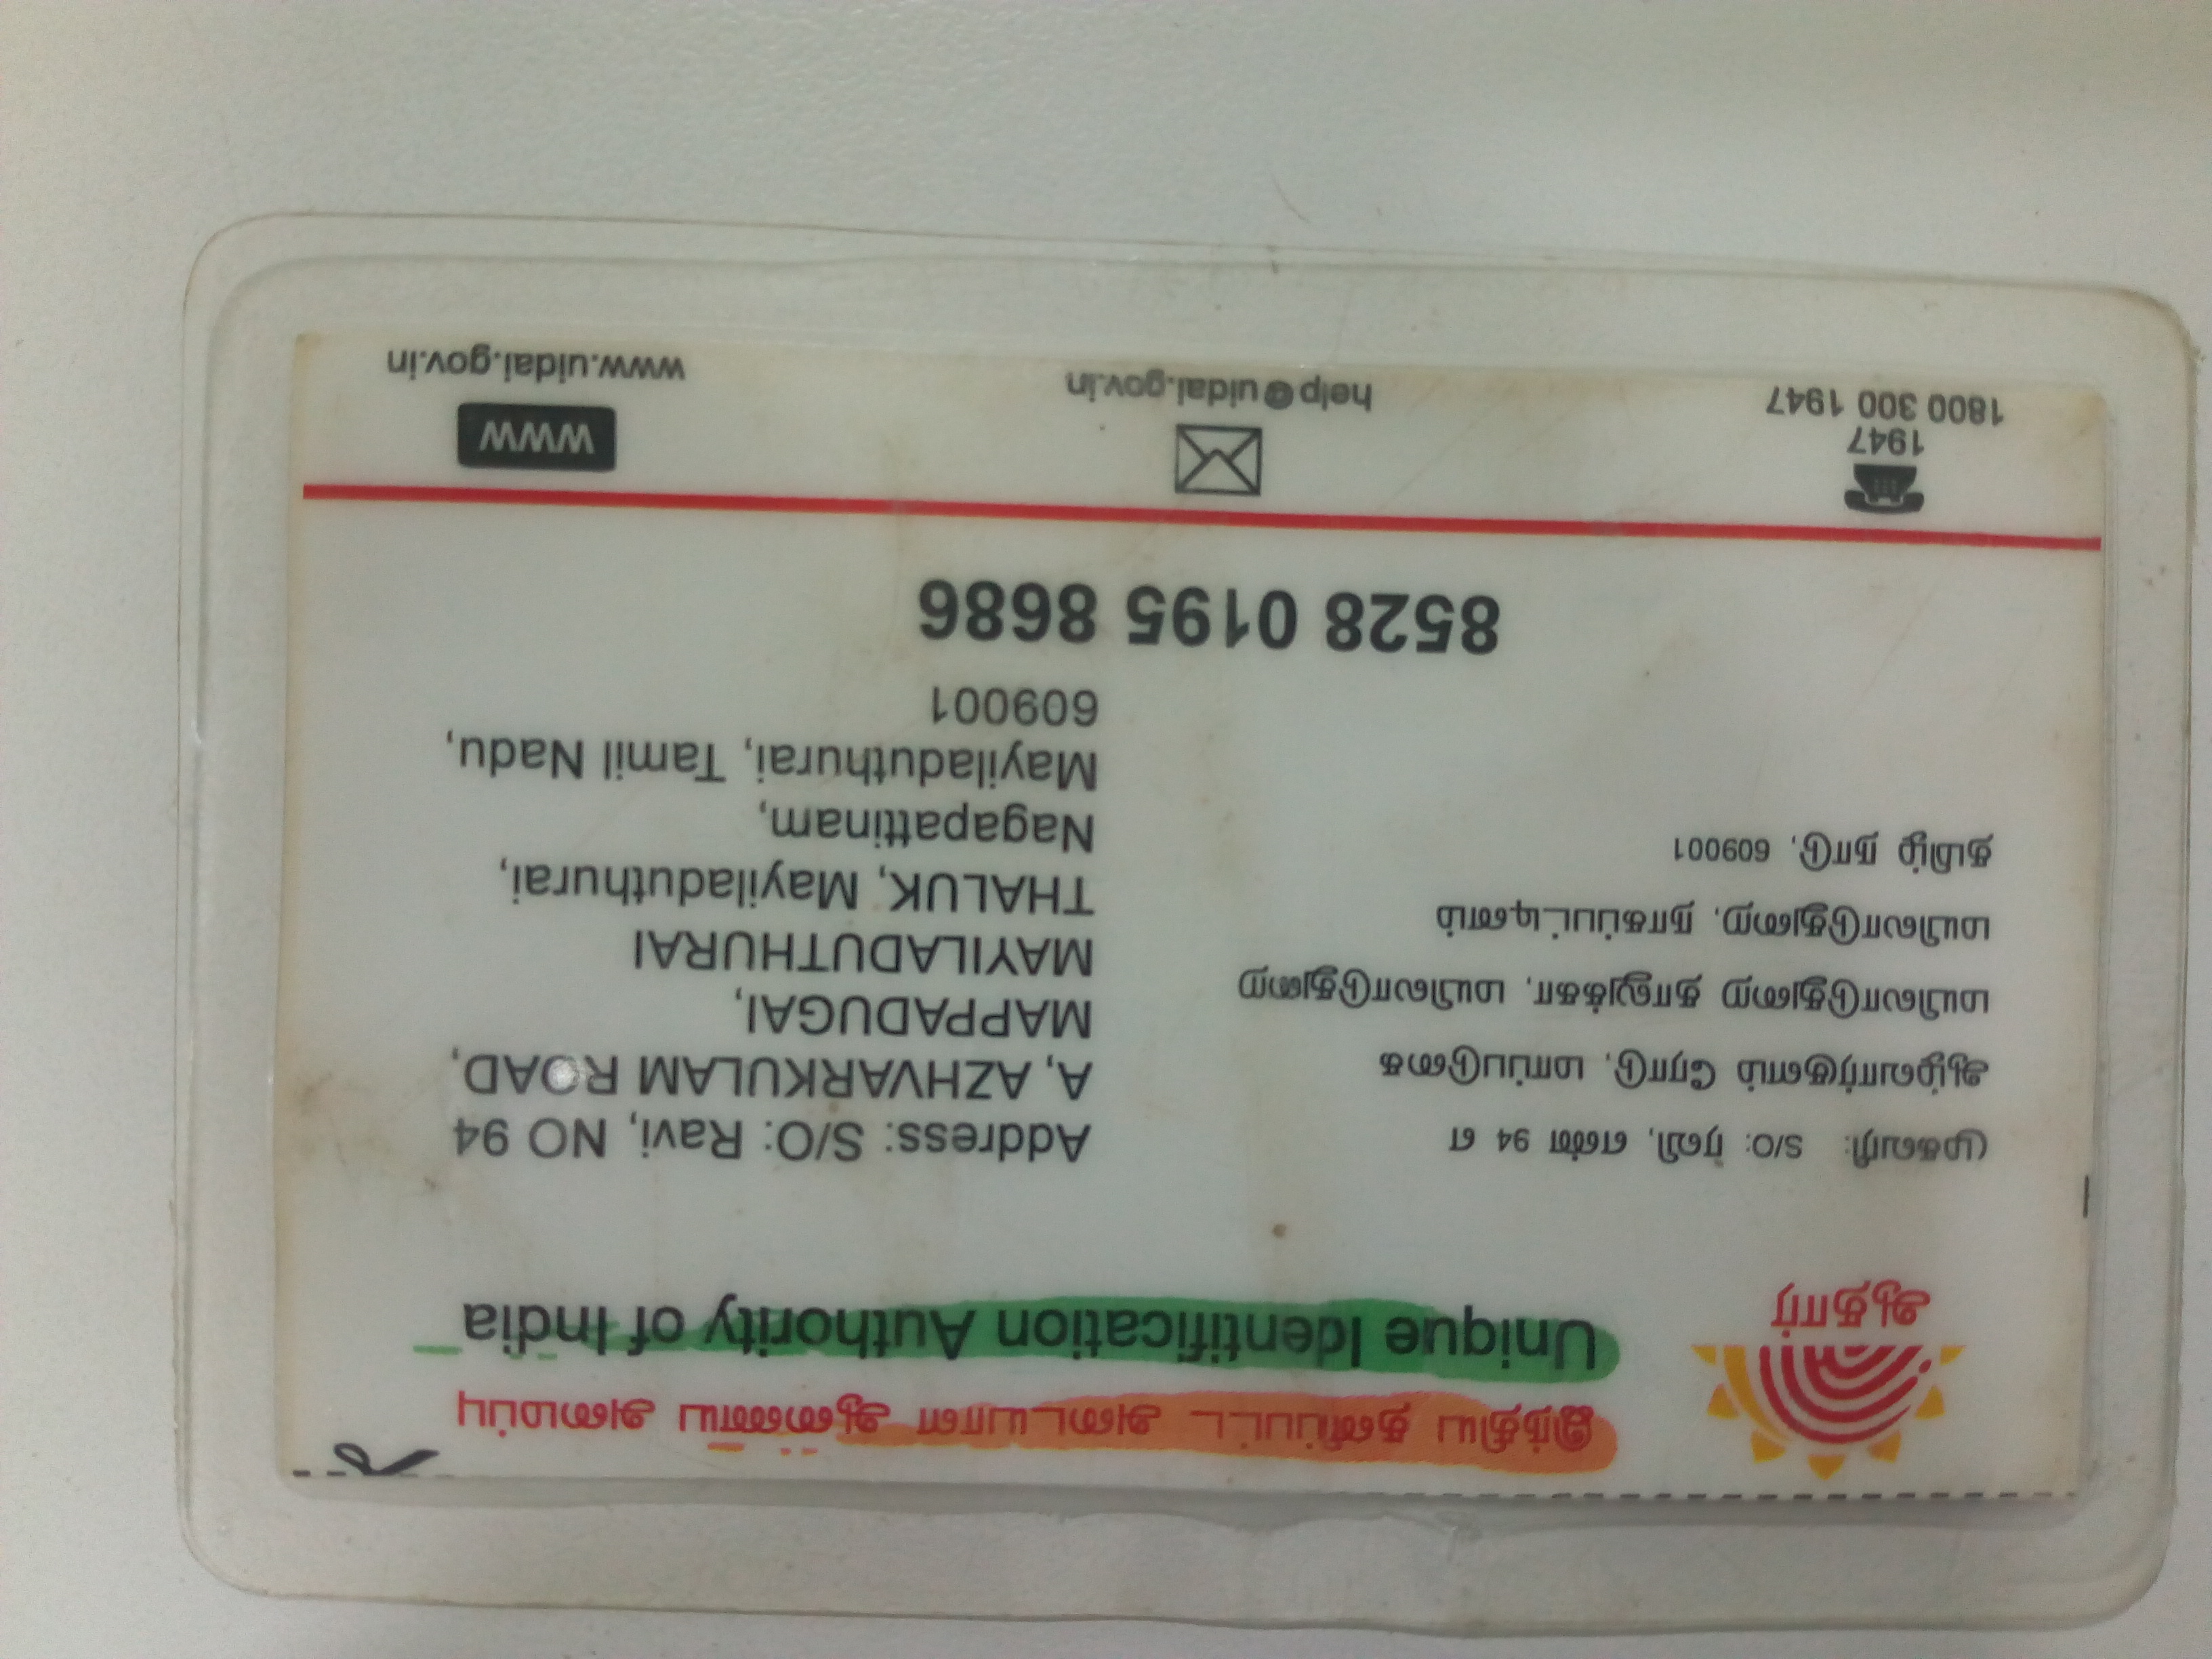 இந்திய தனிப்பட்ட அடையாள ஆணைய அமைப்பு
Unique Identification Authority of India
ஆதார்
முகவரி: S/O: ரவி, எண் 94 எ
ஆழ்வார்குளம் ரோடு, மாப்படுகை
மயிலாடுதுறை தாலுக்கா, மயிலாடுதுறை
மயிலாடுதுறை, நாகப்பட்டினம்
தமிழ் நாடு, 609001
Address: S/O: Ravi, NO 94
A, AZHVARKULAM ROAD,
MAPPADUGAI,
MAYILADUTHURAI
THALUK, Mayiladuthurai,
Nagapattinam,
Mayiladuthurai, Tamil Nadu,
609001
8528 0195 8686
1947
1800 300 1947
help@uidai.gov.in
WWW
www.uidai.gov.in